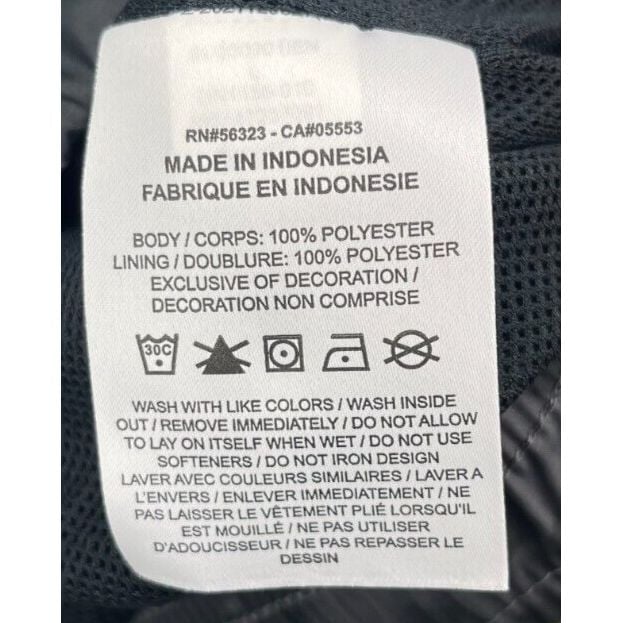 RN#56323 - CA#05553
MADE IN INDONESIA
FABRIQUE EN INDONESIE
BODY / CORPS: 100% POLYESTER
LINING / DOUBLURE: 100% POLYESTER
EXCLUSIVE OF DECORATION /
DECORATION NON COMPRISE
30C
WASH WITH LIKE COLORS / WASH INSIDE
OUT / REMOVE IMMEDIATELY / DO NOT ALLOW
TO LAY ON ITSELF WHEN WET / DO NOT USE
SOFTENERS / DO NOT IRON DESIGN
LAVER AVEC COULEURS SIMILAIRES / LAVER A
L'ENVERS / ENLEVER IMMEDIATEMENT / NE
PAS LAISSER LE VÊTEMENT PLIÉ LORSQU'IL
EST MOUILLÉ / NE PAS UTILISER
D'ADOUCISSEUR / NE PAS REPASSER LE
DESSIN